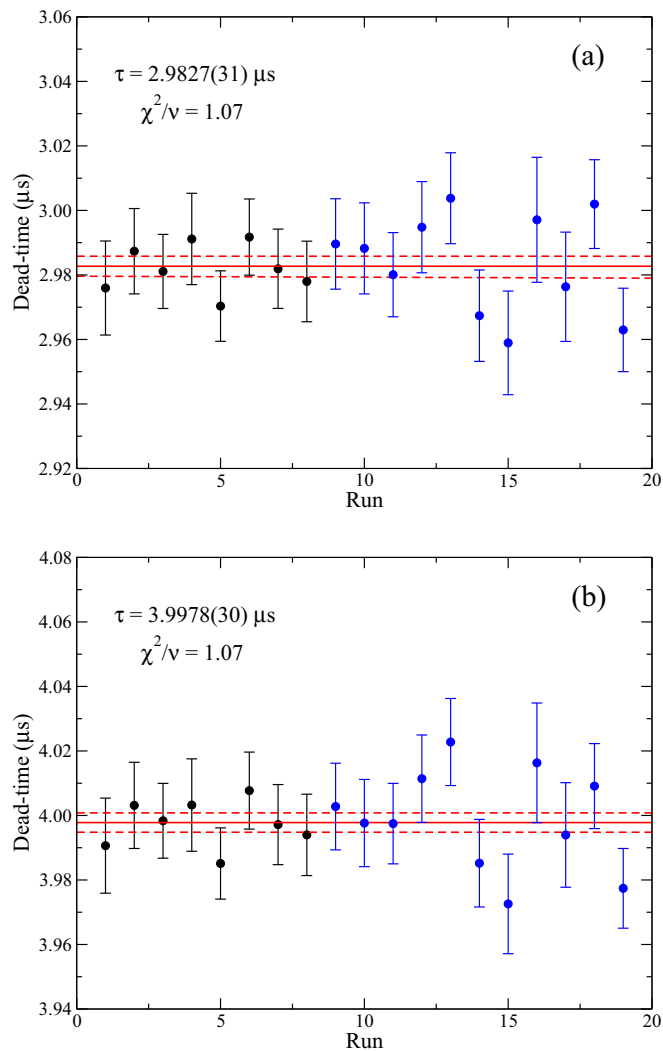 3.06
(a)
τ = 2.9827(31) μs
3.04
χ²/ν = 1.07
3.02
3.00
2.98
2.96
2.94
2.92
Dead-time (μs)
0 5 10 15 20
Run
4.08
(b)
τ = 3.9978(30) μs
4.06
χ²/ν = 1.07
4.04
4.02
4.00
3.98
3.96
3.94
Dead-time (μs)
0 5 10 15 20
Run